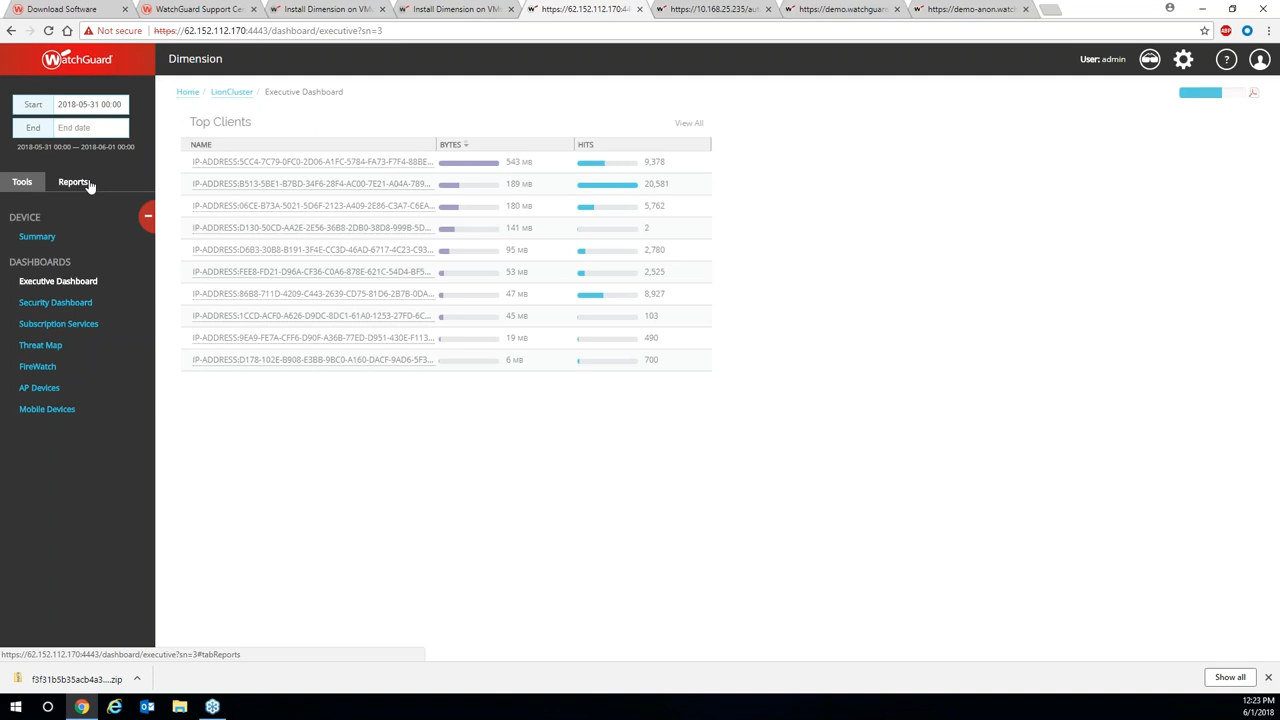 Download Software
WatchGuard Support Ce
Install Dimension on VM
Install Dimension on VM
https://62.152.112.170:44
https://10.168.25.235/au
https://demo.watchguar
https://demo-anon.watc
Not secure | https://62.152.112.170:4443/dashboard/executive?sn=3
WatchGuard
Dimension
User: admin
Start 2018-05-31 00:00
End End date
2018-05-31 00:00 — 2018-06-01 00:00
Tools Reports
DEVICE
Summary
DASHBOARDS
Executive Dashboard
Security Dashboard
Subscription Services
Threat Map
FireWatch
AP Devices
Mobile Devices
Home / LionCluster / Executive Dashboard
Top Clients View All
NAME BYTES HITS
IP-ADDRESS:5CC4-7C79-0FC0-2D06-A1FC-5784-FA73-F7F4-88BE... 543 MB 9,378
IP-ADDRESS:B513-5BE1-B7BD-34F6-28F4-AC00-7E21-A04A-789... 189 MB 20,581
IP-ADDRESS:06CE-B73A-5021-5D6F-2123-A409-2E86-C3A7-C6EA... 180 MB 5,762
IP-ADDRESS:D130-50CD-AA2E-2E56-36B8-2DB0-38D8-999B-5D... 141 MB 2
IP-ADDRESS:D6B3-30B8-B191-3F4E-CC3D-46AD-6717-4C23-C93... 95 MB 2,780
IP-ADDRESS:FEE8-FD21-D96A-CF36-C0A6-878E-621C-54D4-BF5... 53 MB 2,525
IP-ADDRESS:86B8-711D-4209-C443-2639-CD75-81D6-2B7B-0DA... 47 MB 8,927
IP-ADDRESS:1CCD-ACF0-A626-D9DC-8DC1-61A0-1253-27FD-6C... 45 MB 103
IP-ADDRESS:9EA9-FE7A-CFF6-D90F-A36B-77ED-D951-430E-F113... 19 MB 490
IP-ADDRESS:D178-102E-B908-E3BB-9BC0-A160-DACF-9AD6-5F3... 6 MB 700
https://62.152.112.170:4443/dashboard/executive?sn=3#tabReports
f3f31b5b35acb4a3....zip
Show all
12:23 PM
6/1/2018